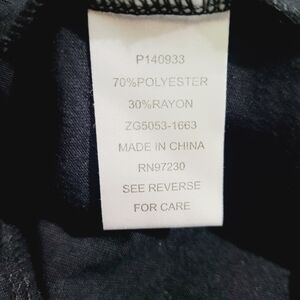 P140933
70%POLYESTER
30%RAYON
ZG5053-1663
MADE IN CHINA
RN97230
SEE REVERSE
FOR CARE